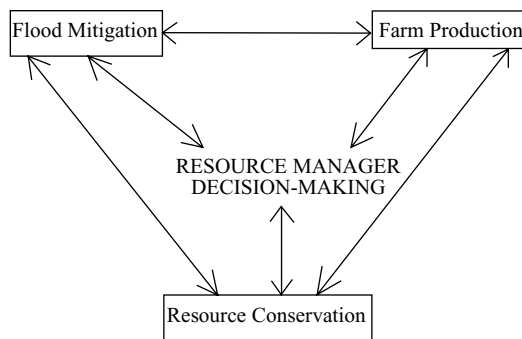 Flood Mitigation
Farm Production
RESOURCE MANAGER
DECISION-MAKING
Resource Conservation